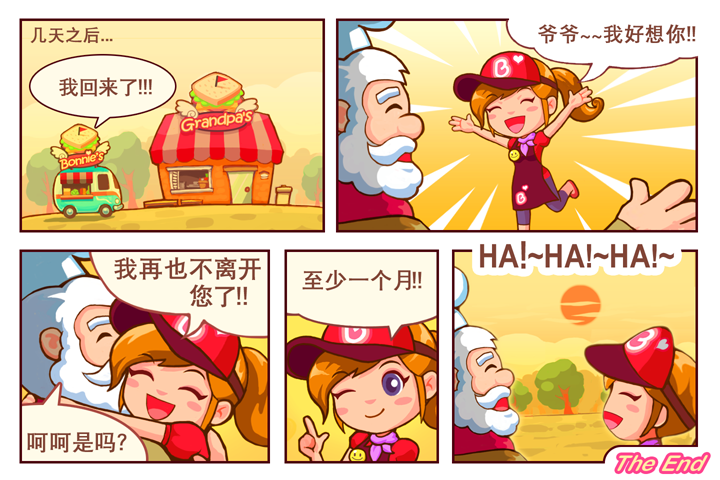 几天之后...
我回来了!!!
Bonnie's
Grandpa's
爷爷~~我好想你!!
B
B
我再也不离开
您了!!
呵呵是吗?
至少一个月!!
HA!~HA!~HA!~
The End